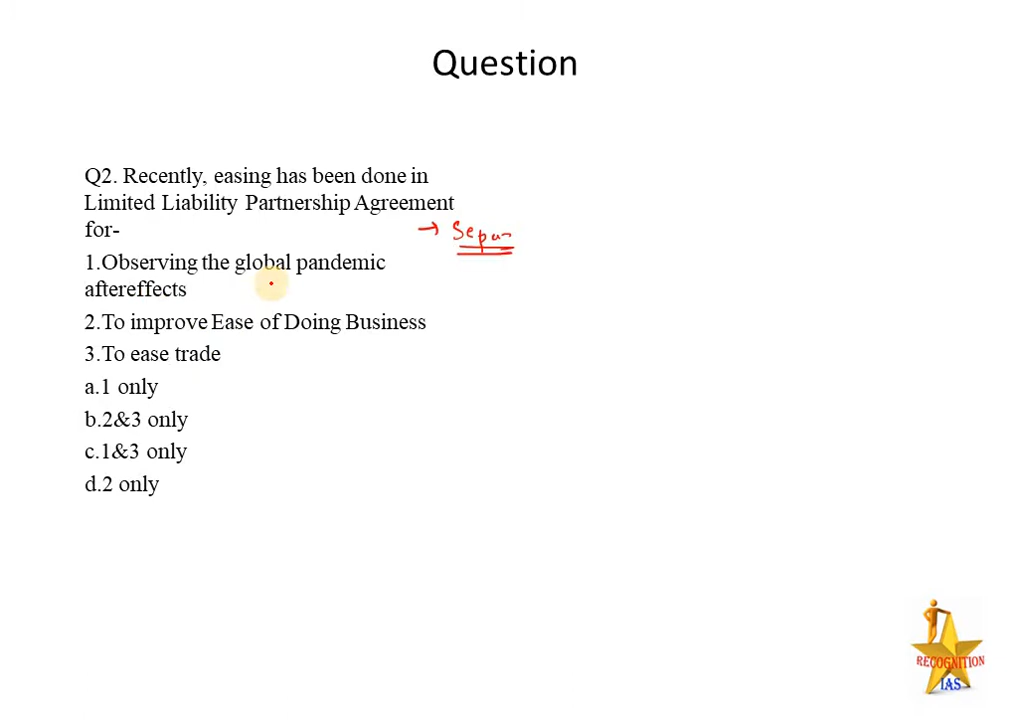 Question
Q2. Recently, easing has been done in
Limited Liability Partnership Agreement
for-
→ Sepa
1.Observing the global pandemic
aftereffects
2.To improve Ease of Doing Business
3.To ease trade
a.1 only
b.2&3 only
c.1&3 only
d.2 only
RECOGNITION
IAS